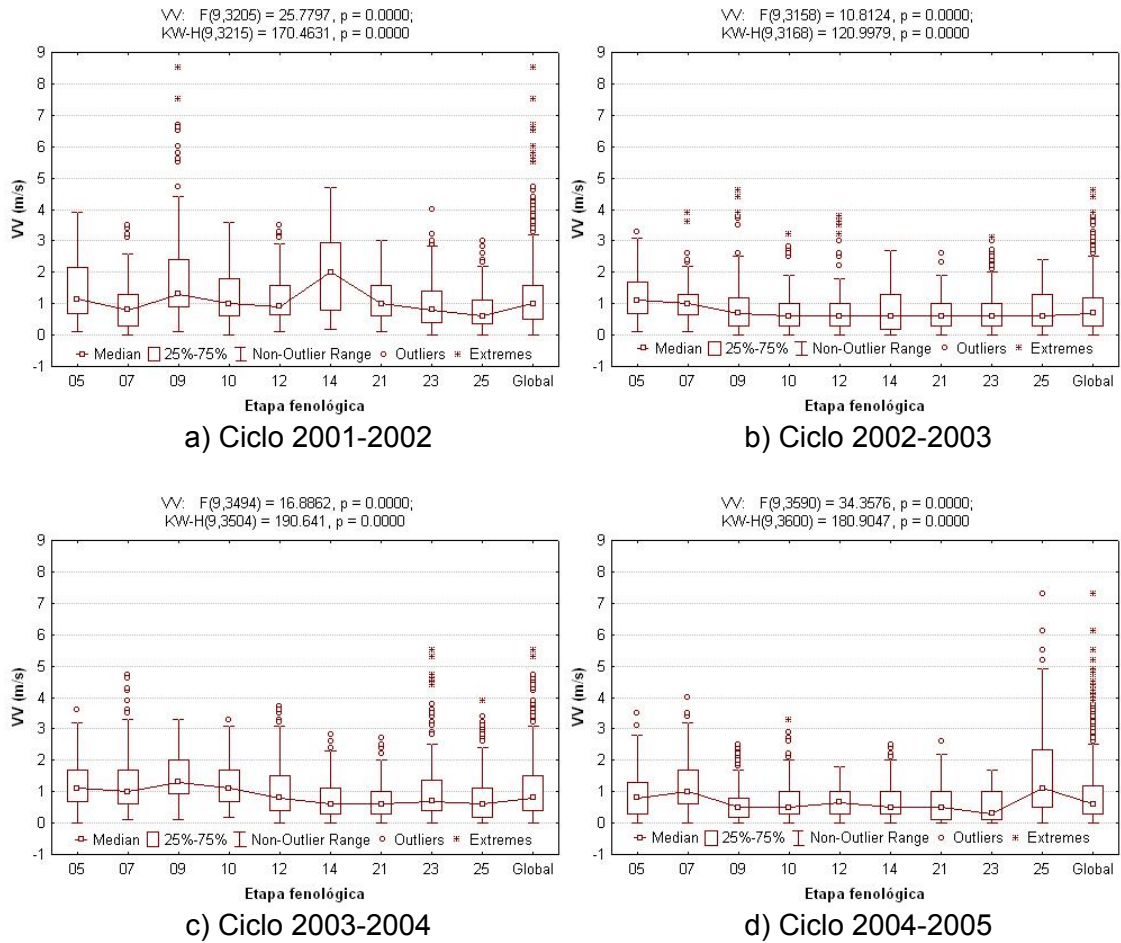 VV: F(9,3205) = 25.7797, p = 0.0000;
KW-H(9,3215) = 170.4631, p = 0.0000
9
8
7
6
5
4
3
2
1
0
-1
VV (m/s)
Median 25%-75% Non-Outlier Range Outliers Extremes
05 07 09 10 12 14 21 23 25 Global
Etapa fenológica
a) Ciclo 2001-2002
VV: F(9,3158) = 10.8124, p = 0.0000;
KW-H(9,3168) = 120.9979, p = 0.0000
9
8
7
6
5
4
3
2
1
0
-1
VV (m/s)
Median 25%-75% Non-Outlier Range Outliers Extremes
05 07 09 10 12 14 21 23 25 Global
Etapa fenológica
b) Ciclo 2002-2003
VV: F(9,3494) = 16.8862, p = 0.0000;
KW-H(9,3504) = 190.641, p = 0.0000
9
8
7
6
5
4
3
2
1
0
-1
VV (m/s)
Median 25%-75% Non-Outlier Range Outliers Extremes
05 07 09 10 12 14 21 23 25 Global
Etapa fenológica
c) Ciclo 2003-2004
VV: F(9,3590) = 34.3576, p = 0.0000;
KW-H(9,3600) = 180.9047, p = 0.0000
9
8
7
6
5
4
3
2
1
0
-1
VV (m/s)
Median 25%-75% Non-Outlier Range Outliers Extremes
05 07 09 10 12 14 21 23 25 Global
Etapa fenológica
d) Ciclo 2004-2005